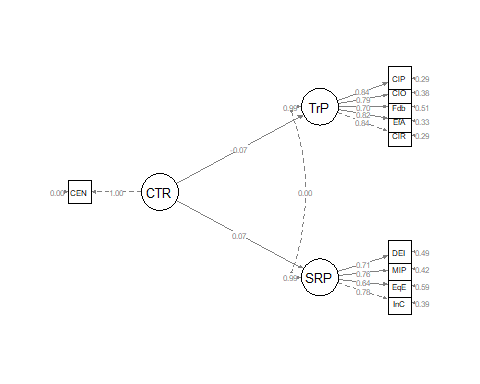 CIP
0.29
0.84
CIO
0.38
0.79
0.99
TrP
Fdb
0.51
0.70
EfA
0.33
0.82
CIR
0.29
0.84
-0.07
0.00
CEN
1.00
CTR
0.00
0.07
DEI
0.49
0.71
MIP
0.42
0.76
0.99
SRP
EqE
0.59
0.64
InC
0.39
0.78